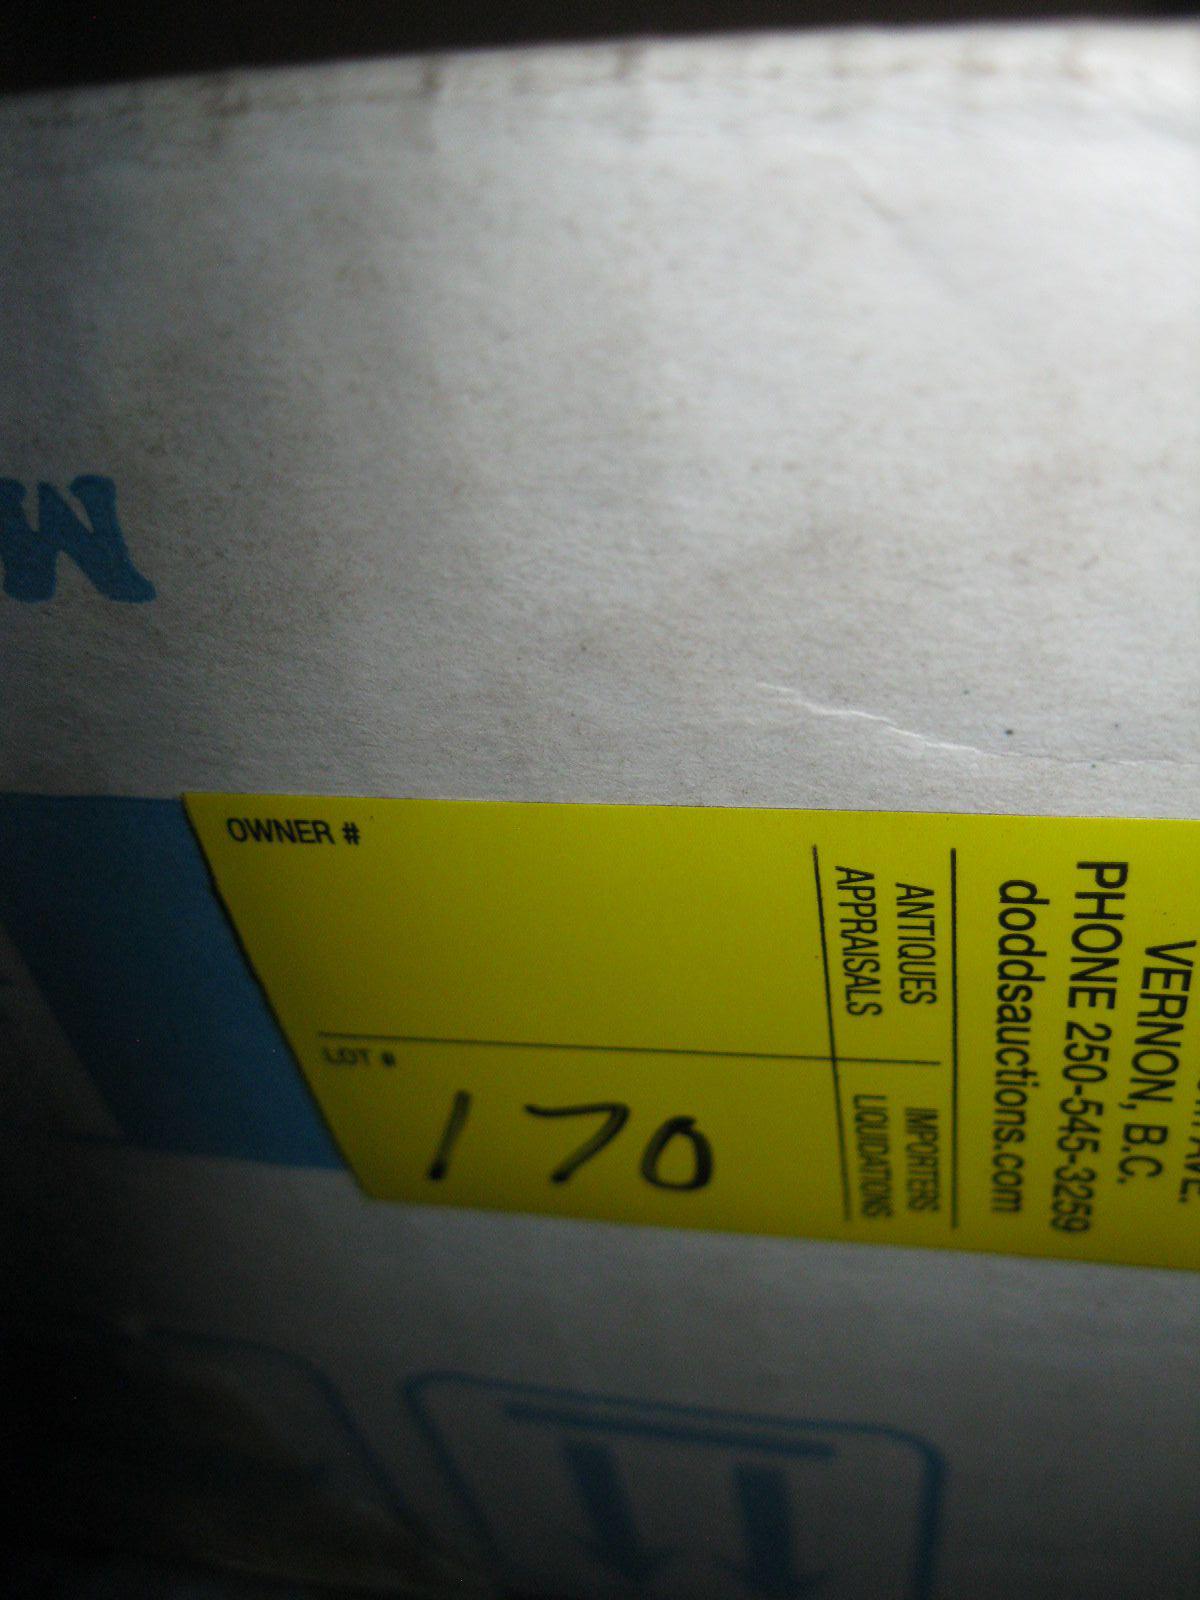 M
OWNER #
LOT #
170
VERNON, B.C.
PHONE 250-545-3259
doddsauctions.com
ANTIQUES
IMPORTERS
APPRAISALS
LIQUIDATIONS